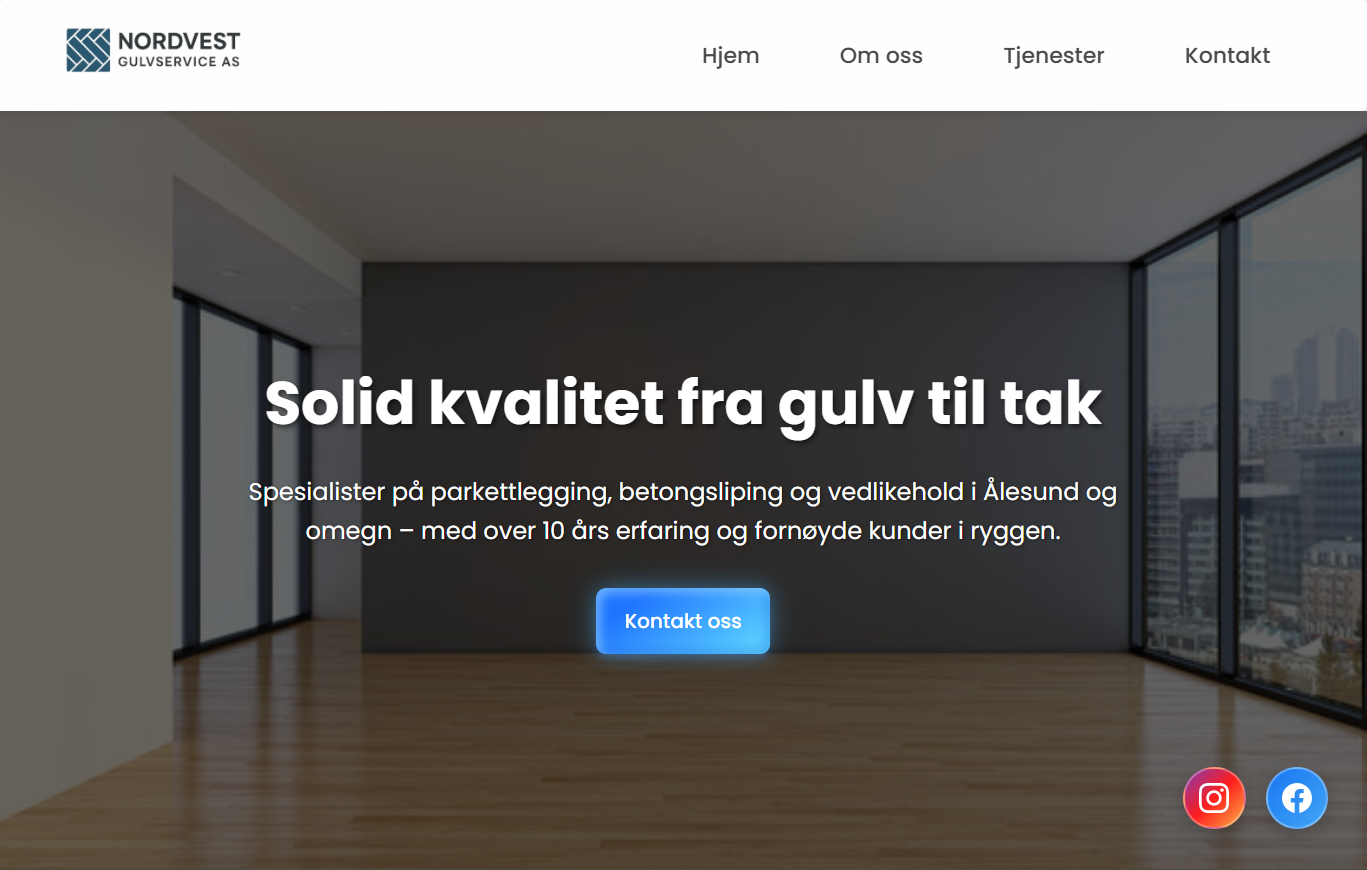 NORDVEST
GULVSERVICE AS
Hjem
Om oss
Tjenester
Kontakt
Solid kvalitet fra gulv til tak
Spesialister på parkettlegging, betongsliping og vedlikehold i Ålesund og
omegn – med over 10 års erfaring og fornøyde kunder i ryggen.
Kontakt oss